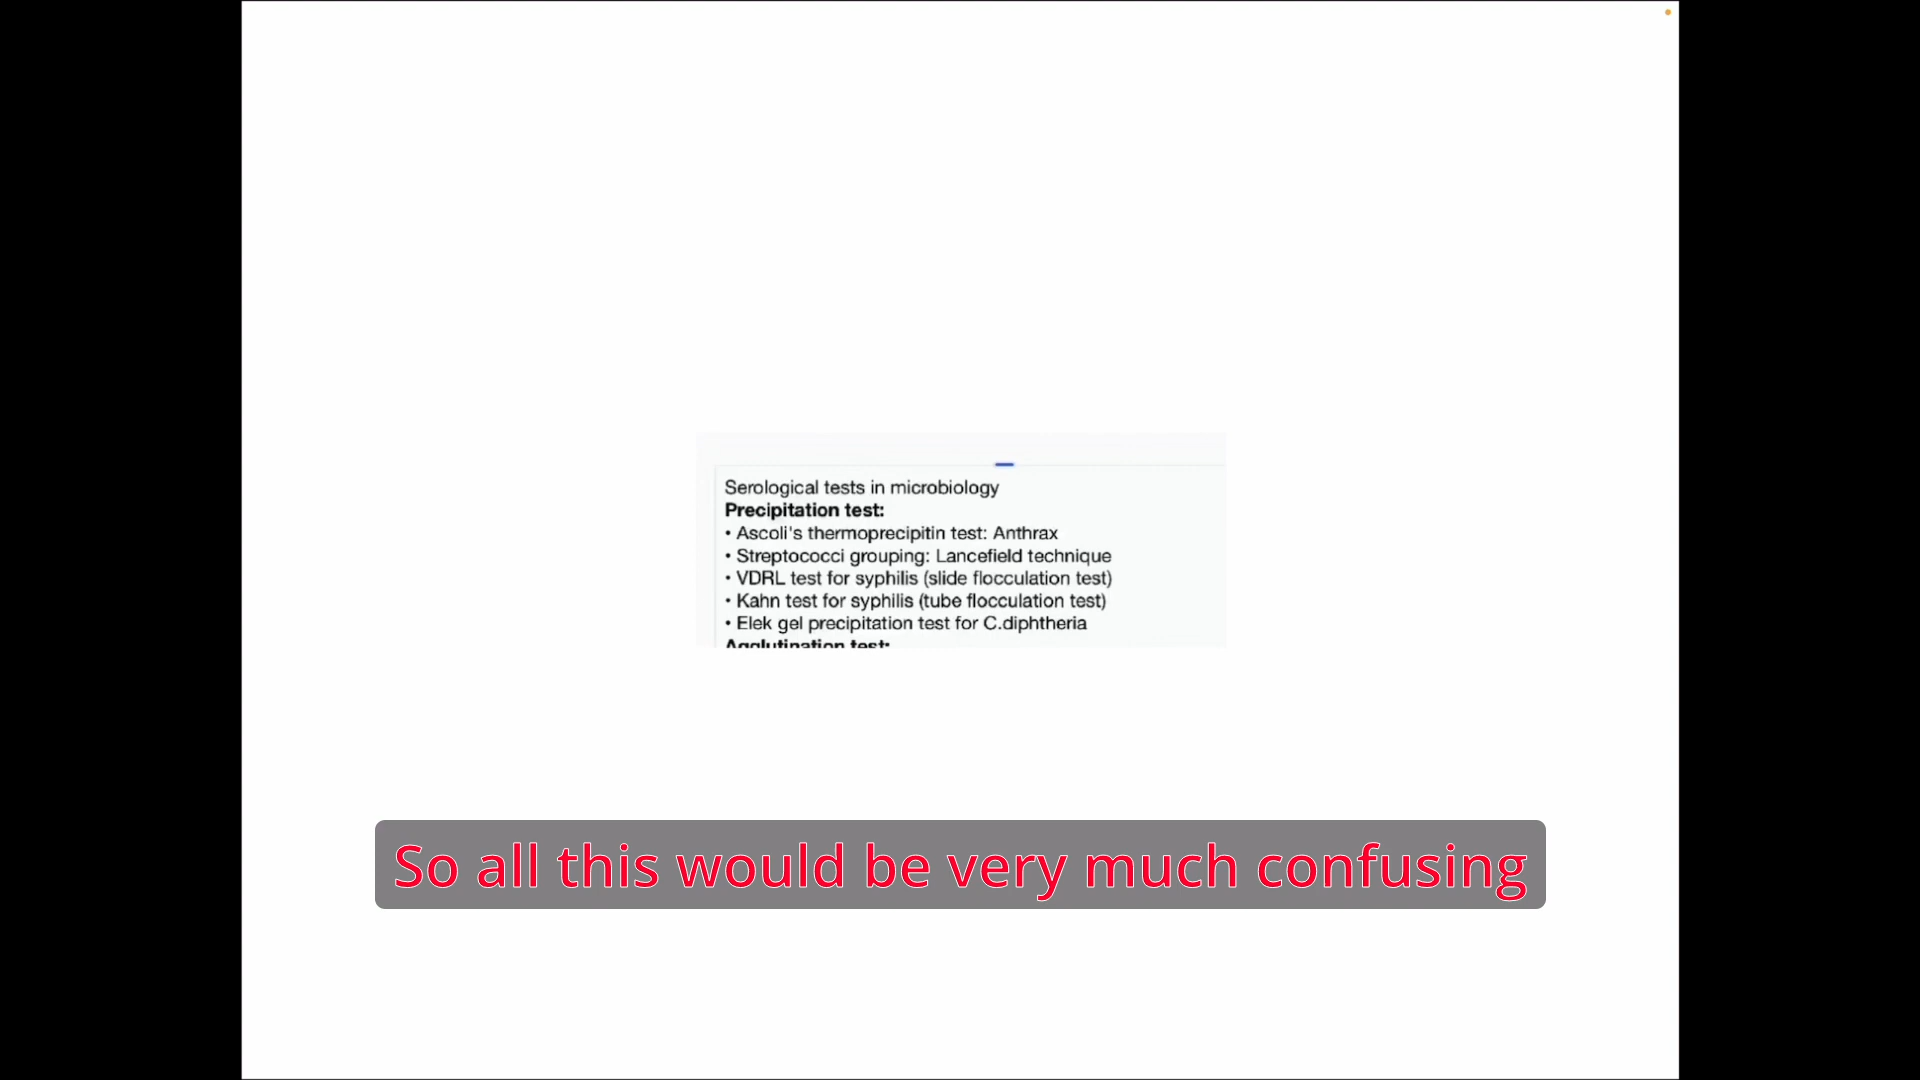 Serological tests in microbiology
Precipitation test:
• Ascoli's thermoprecipitin test: Anthrax
• Streptococci grouping: Lancefield technique
• VDRL test for syphilis (slide flocculation test)
• Kahn test for syphilis (tube flocculation test)
• Elek gel precipitation test for C.diphtheria
Agglutination test:
So all this would be very much confusing